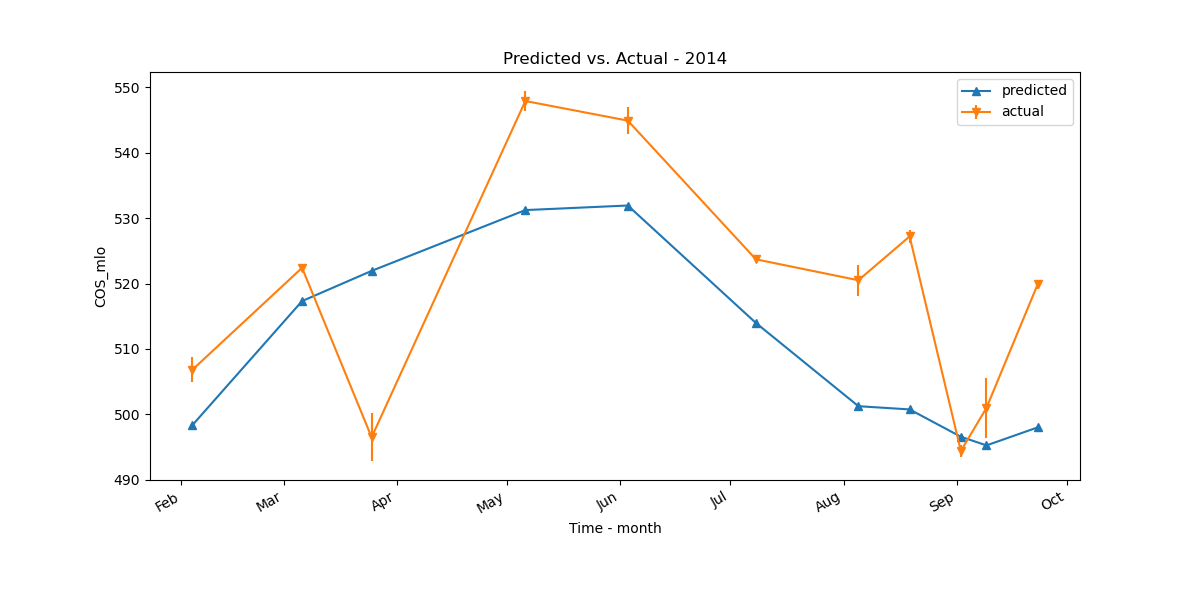 Predicted vs. Actual - 2014
predicted
actual
550
540
530
520
510
500
490
COS_mlo
Feb
Mar
Apr
May
Jun
Jul
Aug
Sep
Oct
Time - month